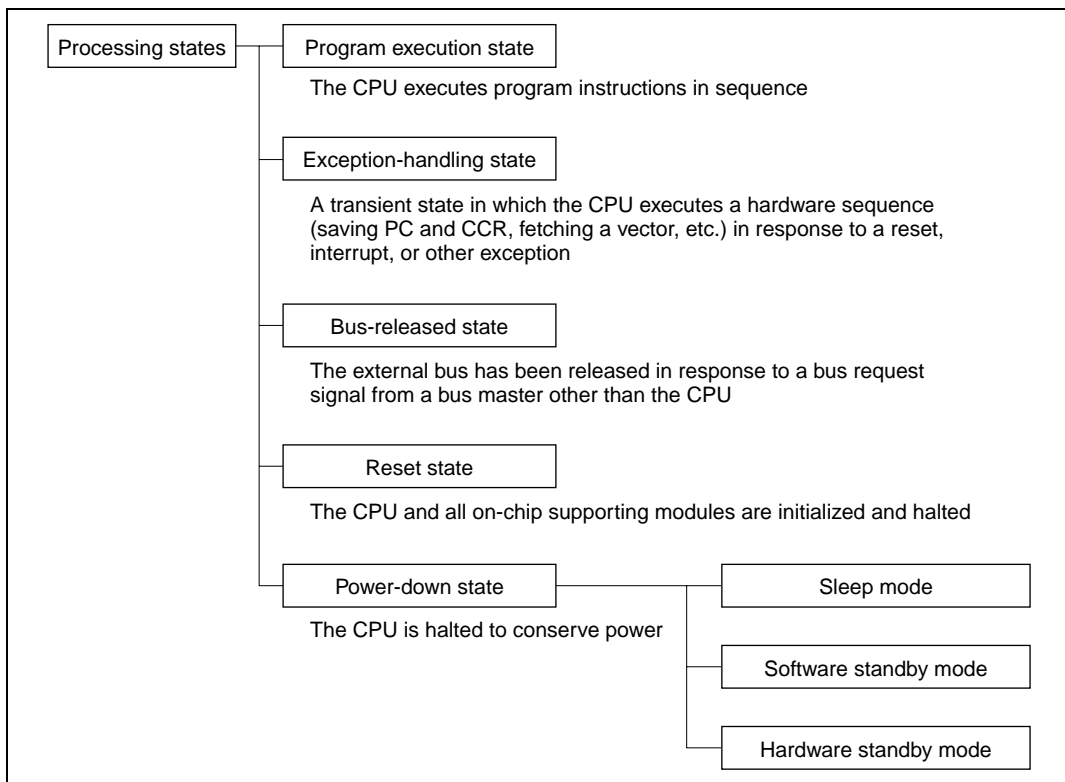 Processing states
Program execution state
The CPU executes program instructions in sequence
Exception-handling state
A transient state in which the CPU executes a hardware sequence
(saving PC and CCR, fetching a vector, etc.) in response to a reset,
interrupt, or other exception
Bus-released state
The external bus has been released in response to a bus request
signal from a bus master other than the CPU
Reset state
The CPU and all on-chip supporting modules are initialized and halted
Power-down state
Sleep mode
The CPU is halted to conserve power
Software standby mode
Hardware standby mode